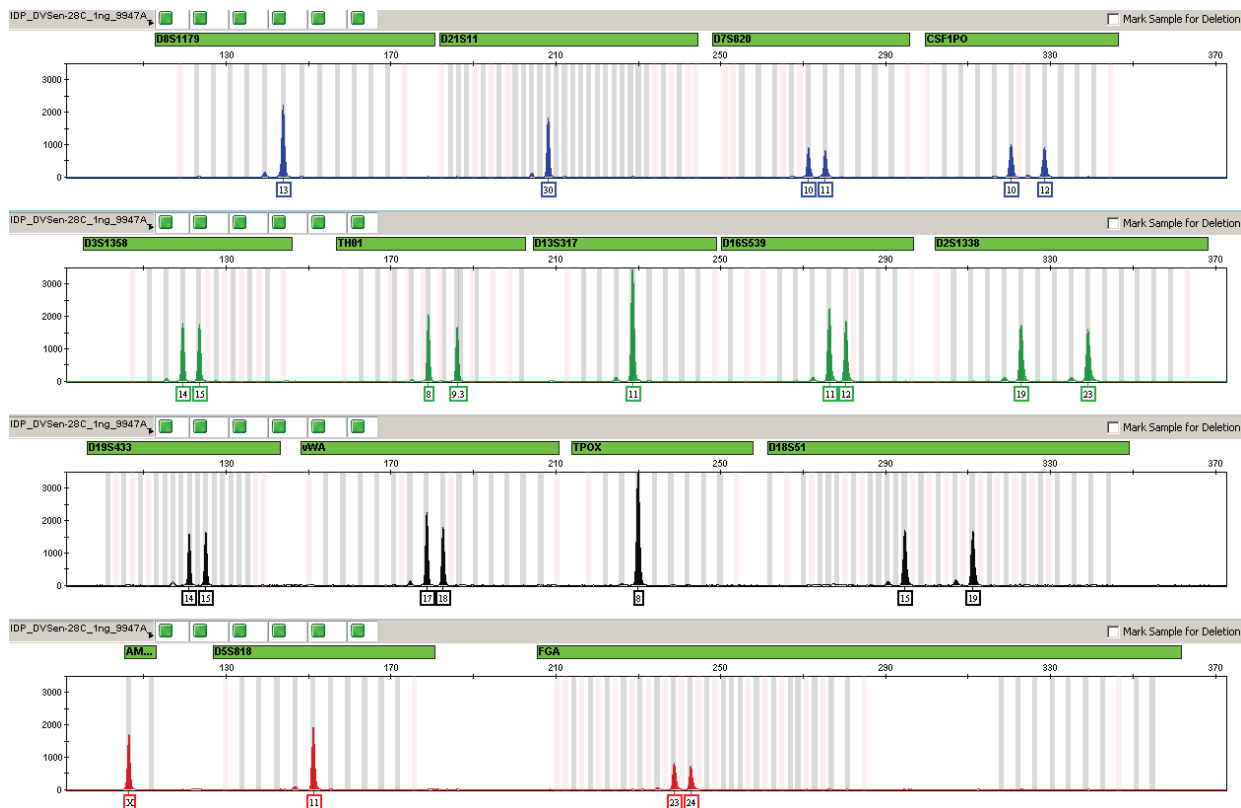 IDP_DVSen-28C_1ng_9947A Mark Sample for Deletion
D8S1179 D21S11 D7S820 CSF1PO
130 210 250 290 330 370
3000
2000
1000
0
13 30 10 11 10 12
IDP_DVSen-28C_1ng_9947A Mark Sample for Deletion
D3S1358 TH01 D13S317 D16S539 D2S1338
130 170 210 250 290 330 370
3000
2000
1000
0
14 15 8 9.3 11 11 12 19 23
IDP_DVSen-28C_1ng_9947A Mark Sample for Deletion
D19S433 vWA TPOX D18S51
130 170 210 250 290 330 370
3000
2000
1000
0
14 15 17 18 8 15 19
IDP_DVSen-28C_1ng_9947A Mark Sample for Deletion
AM... D5S818 FGA
130 170 210 250 290 330 370
3000
2000
1000
0
X 11 23 24